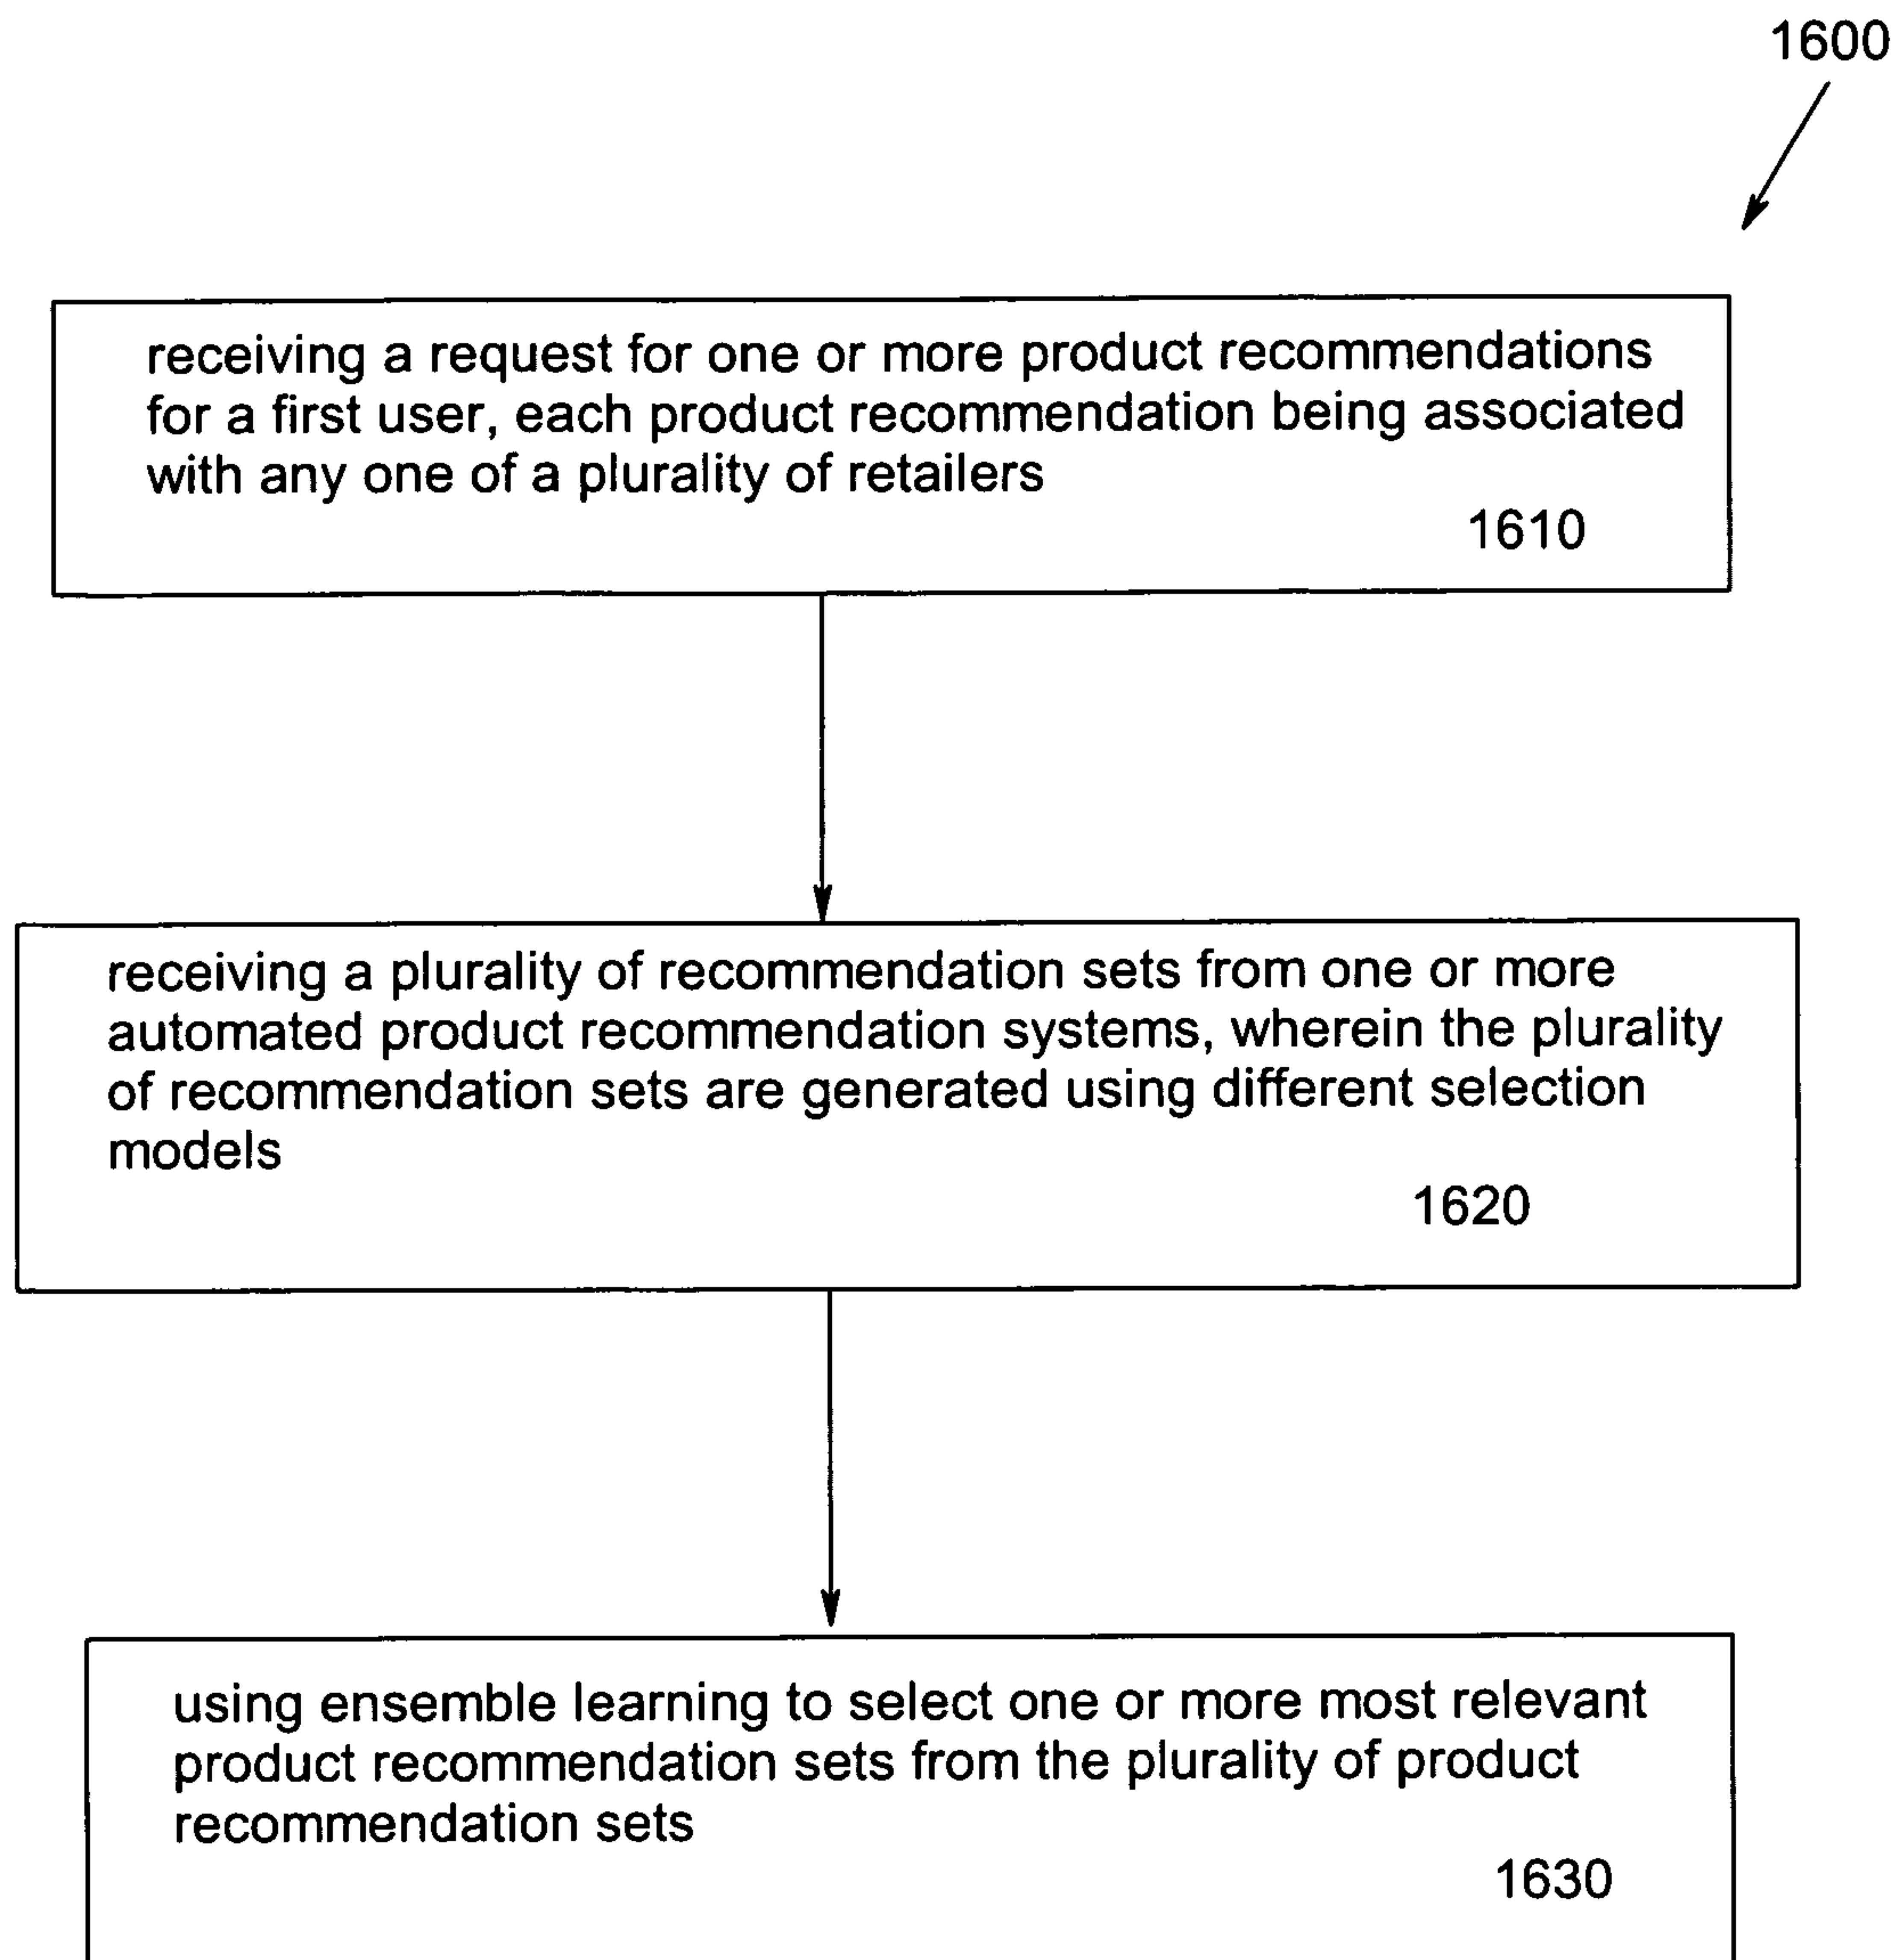 1600
receiving a request for one or more product recommendations
for a first user, each product recommendation being associated
with any one of a plurality of retailers
1610
receiving a plurality of recommendation sets from one or more
automated product recommendation systems, wherein the plurality
of recommendation sets are generated using different selection
models
1620
using ensemble learning to select one or more most relevant
product recommendation sets from the plurality of product
recommendation sets
1630